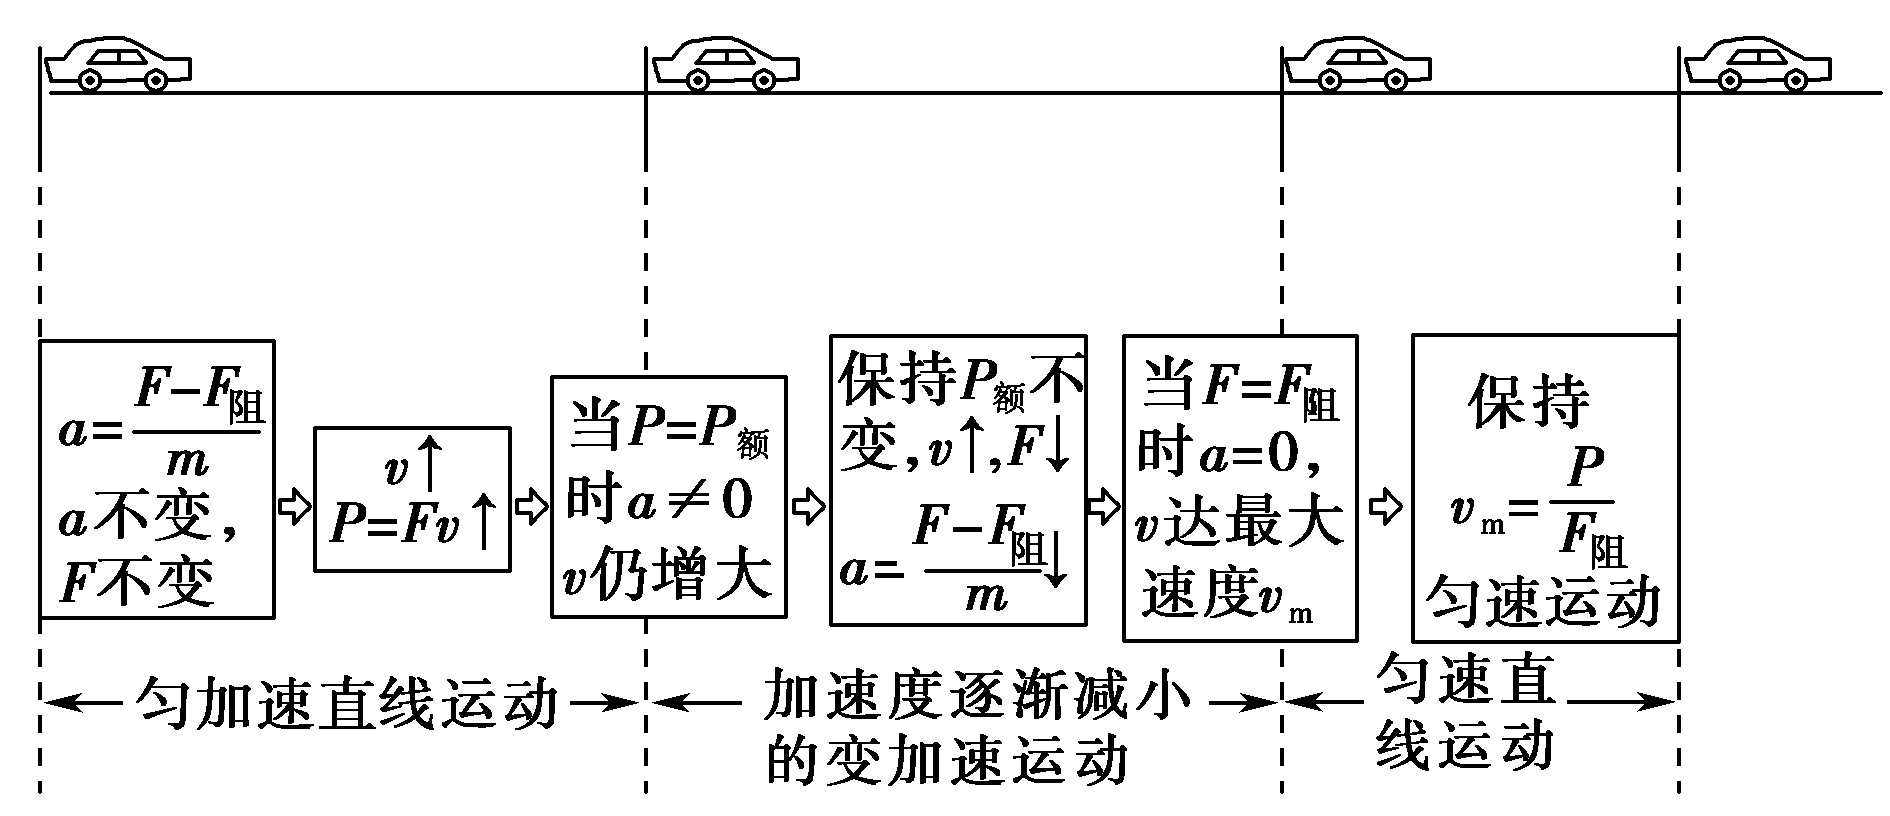 a=(F-F阻)/m
a不变,
F不变
v↑
P=Fv↑
当P=P额
时a≠0
v仍增大
保持P额不
变,v↑,F↓
a=(F-F阻)/m↓
当F=F阻
时a=0,
v达最大
速度vm
保持
vm=P/F阻
匀速运动
匀加速直线运动
加速度逐渐减小
的变加速运动
匀速直
线运动